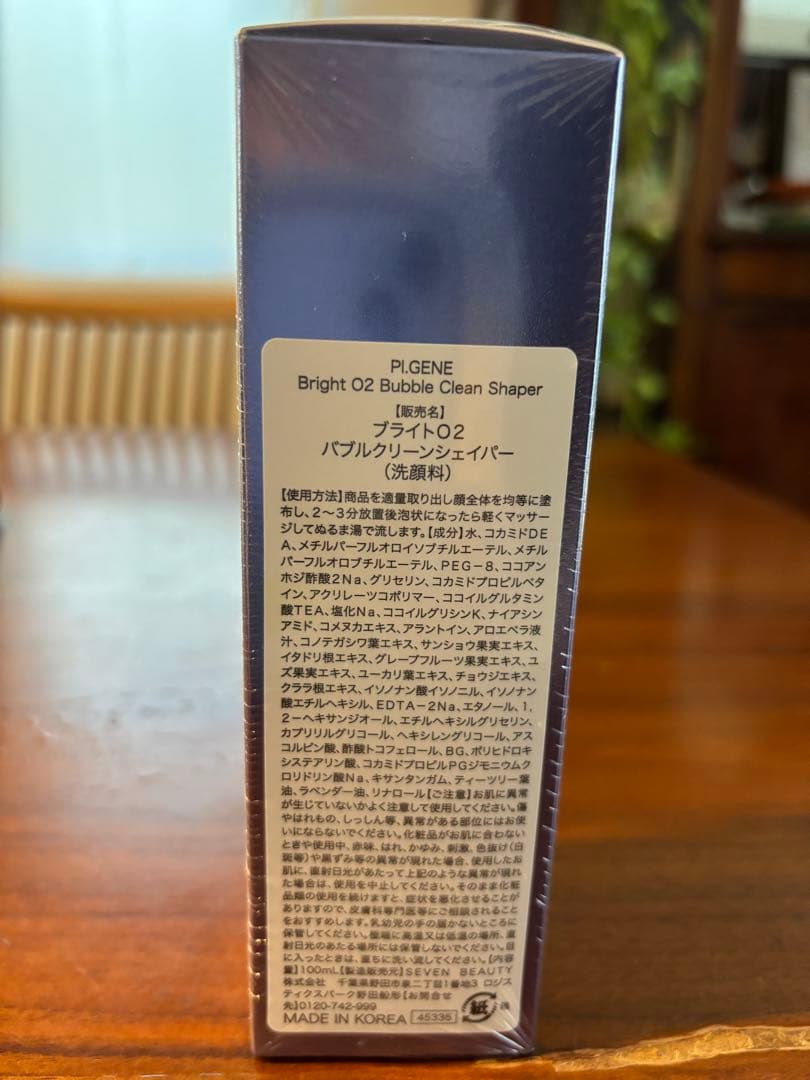 PI.GENE
Bright O2 Bubble Clean Shaper
【販売名】
ブライトO2
バブルクリーンシェイパー
（洗顔料）
【使用方法】商品を適量取り出し顔全体を均等に塗
布し、2～3分放置後泡状になったら軽くマッサー
ジしてぬるま湯で流します。【成分】水、コカミドDE
A、メチルパーフルオロイソブチルエーテル、メチル
パーフルオロブチルエーテル、PEG-8、ココアン
ホジ酢酸2Na、グリセリン、コカミドプロピルベタ
イン、アクリレーツコポリマー、ココイルグルタミン
酸TEA、塩化Na、ココイルグリシンK、ナイアシン
アミド、コメヌカエキス、アラントイン、アロエベラ液
汁、コノテガシワ葉エキス、サンショウ果実エキス、
イタドリ根エキス、グレープフルーツ果実エキス、ユ
ズ果実エキス、ユーカリ葉エキス、チョウジエキス、
クララ根エキス、イソノナン酸イソノニル、イソノナン
酸エチルヘキシル、EDTA-2Na、エタノール、1,
2-ヘキサンジオール、エチルヘキシルグリセリン、
カプリリルグリコール、ヘキシレングリコール、アス
コルビン酸、酢酸トコフェロール、BG、ポリヒドロキ
システアリン酸、コカミドプロピルPGジモニウムク
ロリドリン酸Na、キサンタンガム、ティーツリー葉
油、ラベンダー油、リナロール【ご注意】お肌に異常
が生じていないかよく注意して使用してください。傷
やはれもの、しっしん等、異常がある部位にはお使
いにならないでください。化粧品がお肌に合わない
ときや使用中、赤味、はれ、かゆみ、刺激、色抜け（白
斑等）や黒ずみ等の異常が現れた場合、使用したお
肌に、直射日光があたって上記のような異常が現れ
た場合は、使用を中止してください。そのまま化粧
品類の使用を続けますと、症状を悪化させることが
ありますので、皮膚科専門医等にご相談されること
をおすすめします。乳幼児の手の届かないところに
保管してください。極端に高温又は低温の場所、直
射日光のあたる場所には保管しないでください。目
に入ったときは、直ちに洗い流してください。【内容
量】100mL【製造販売元】SEVEN BEAUTY
株式会社 千葉県野田市泉二丁目1番地3 ロジス
ティクスパーク野田船形【お問合せ
先】0120-742-999
紙
MADE IN KOREA 45336